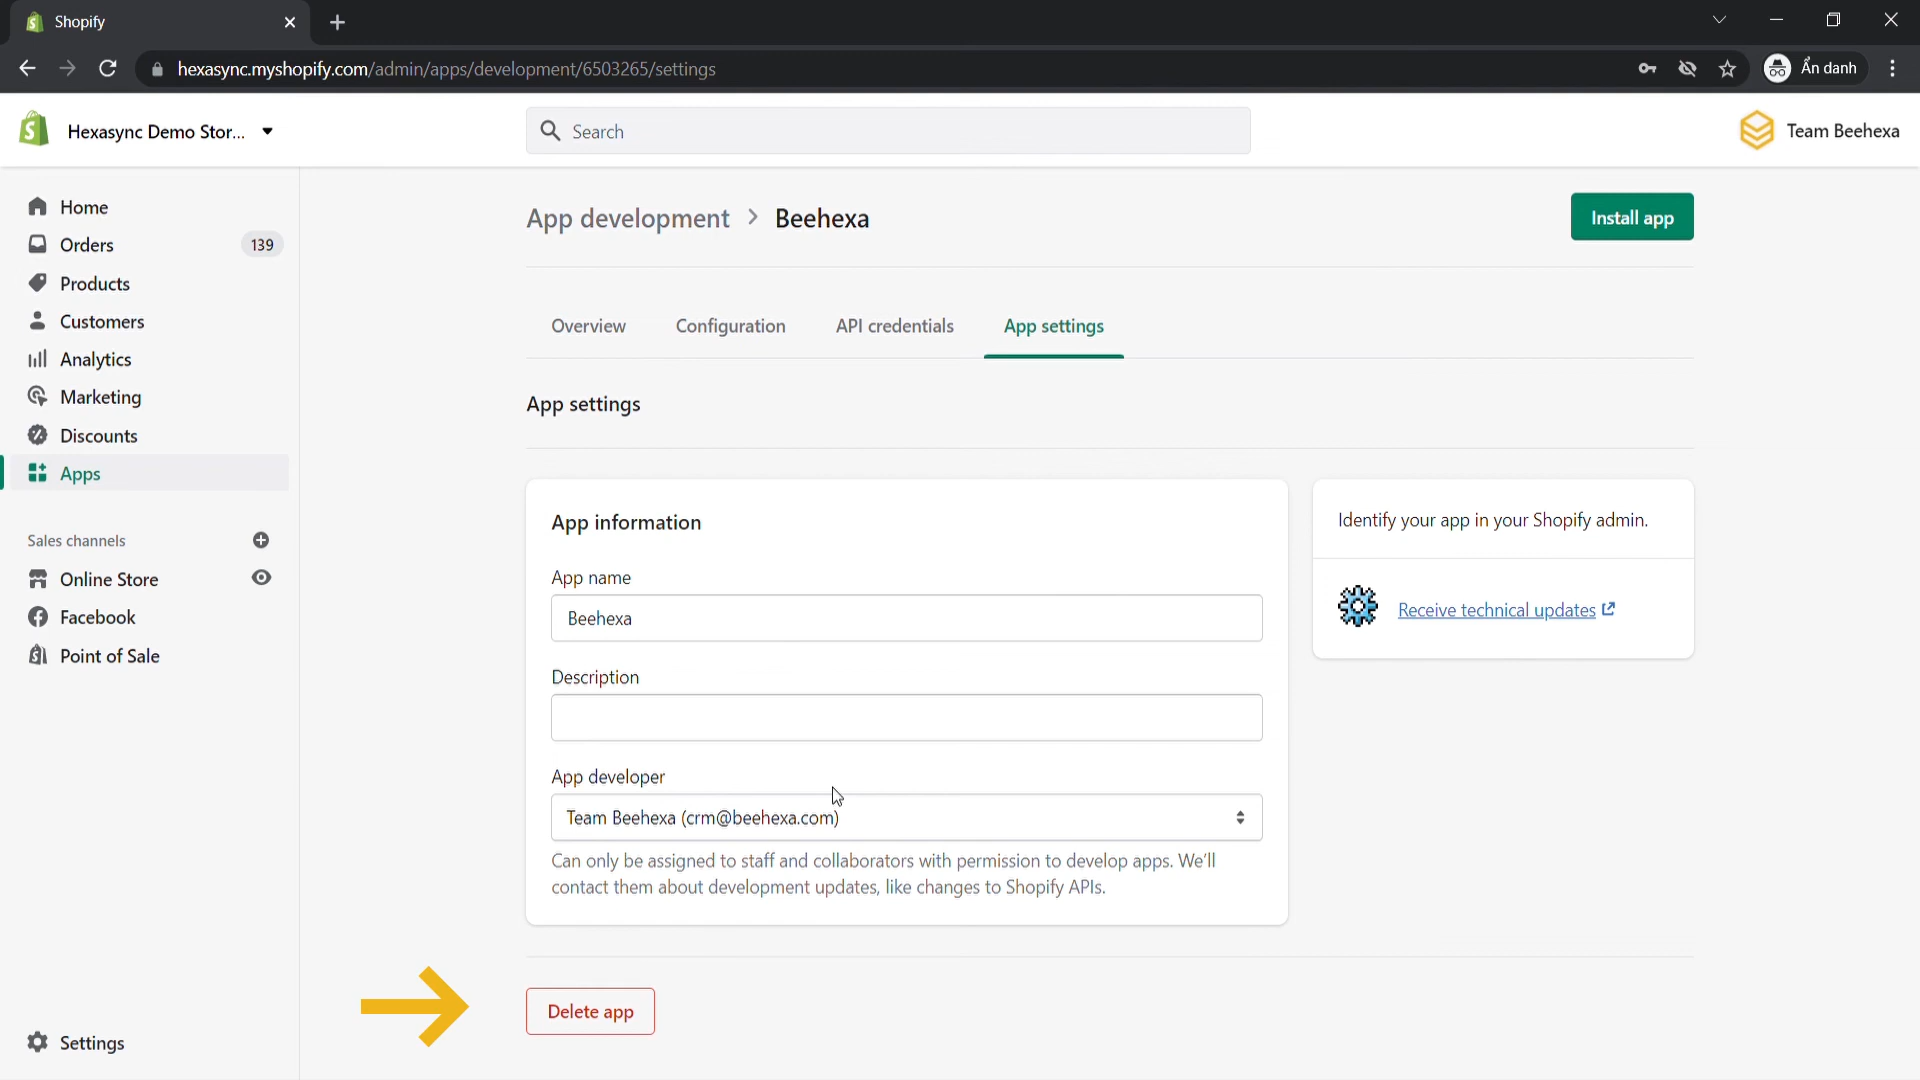 Shopify
hexasync.myshopify.com/admin/apps/development/6503265/settings
Ẩn danh
Hexasync Demo Stor...
Search
Team Beehexa
Home
Orders 139
Products
Customers
Analytics
Marketing
Discounts
Apps
Sales channels
Online Store
Facebook
Point of Sale
Settings
App development > Beehexa
Install app
Overview Configuration API credentials App settings
App settings
App information
App name
Beehexa
Description
App developer
Team Beehexa (crm@beehexa.com)
Can only be assigned to staff and collaborators with permission to develop apps. We'll
contact them about development updates, like changes to Shopify APIs.
Identify your app in your Shopify admin.
Receive technical updates
Delete app